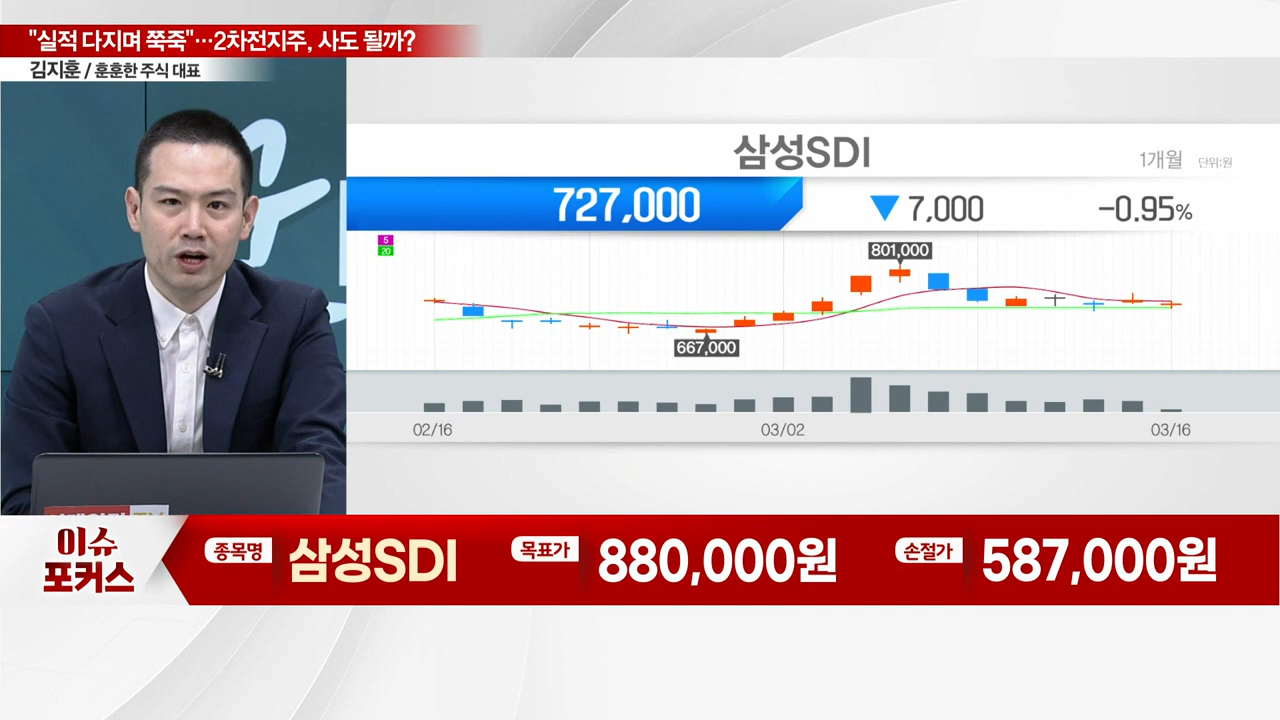 "실적 다지며 쭉죽"…2차전지주, 사도 될까?
김지훈 / 훈훈한 주식 대표
삼성SDI
1개월 단위:원
727,000 ▼ 7,000 -0.95%
5
20
801,000
667,000
02/16 03/02 03/16
이슈
포커스
종목명 삼성SDI 목표가 880,000원 손절가 587,000원